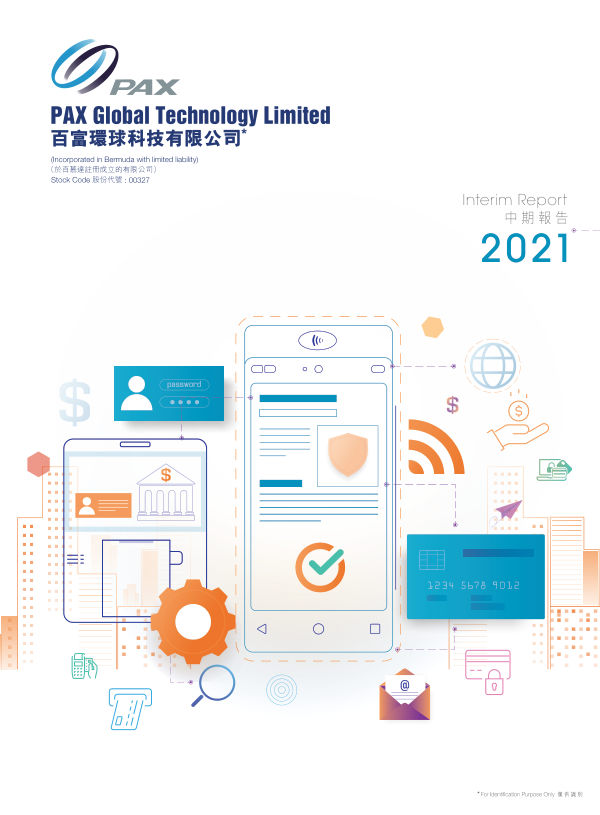 PAX
PAX Global Technology Limited
百富環球科技有限公司*
(Incorporated in Bermuda with limited liability)
（於百慕達註冊成立的有限公司）
Stock Code 股份代號 : 00327
Interim Report
中期報告
2021
password
$
$
$
$
1234 5678 9012
@
* For Identification Purpose Only 僅供識別